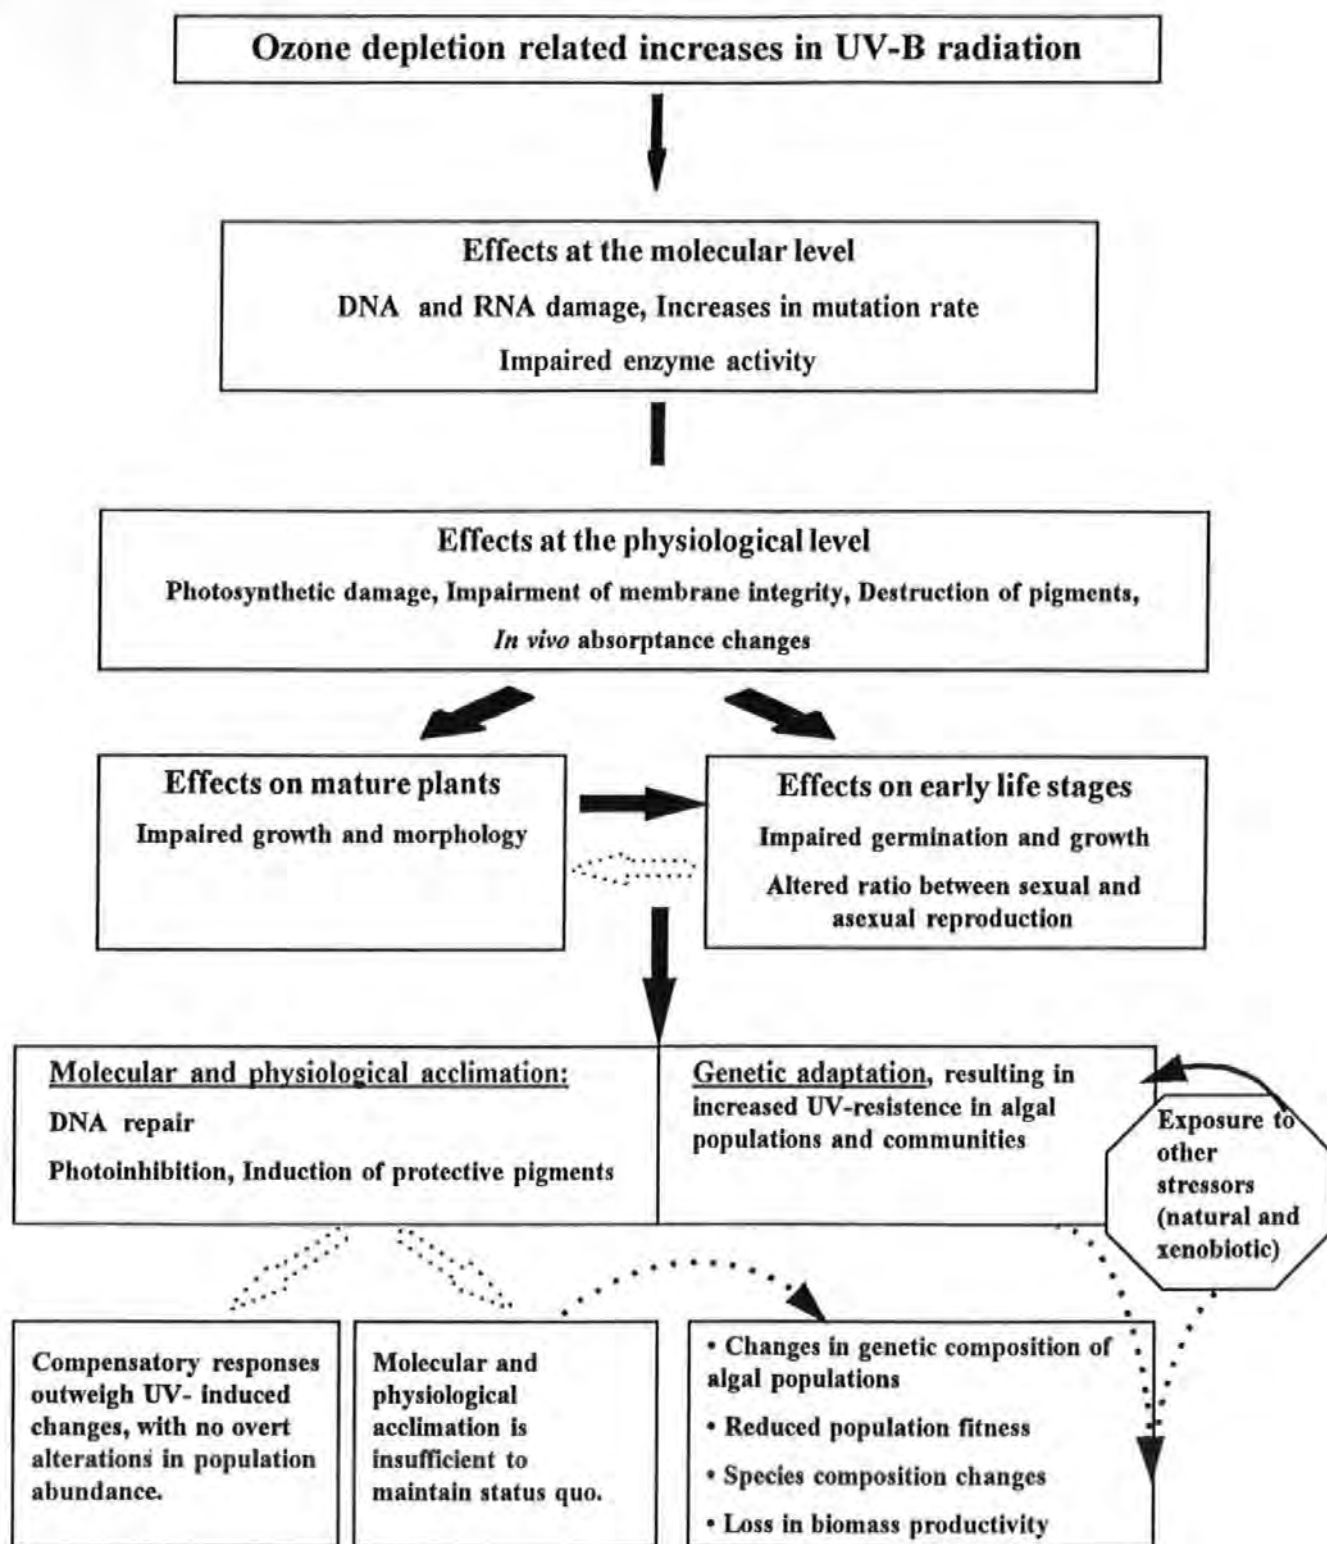 Ozone depletion related increases in UV-B radiation
Effects at the molecular level
DNA and RNA damage, Increases in mutation rate
Impaired enzyme activity
Effects at the physiological level
Photosynthetic damage, Impairment of membrane integrity, Destruction of pigments,
In vivo absorptance changes
Effects on mature plants
Impaired growth and morphology
Effects on early life stages
Impaired germination and growth
Altered ratio between sexual and
asexual reproduction
Molecular and physiological acclimation:
DNA repair
Photoinhibition, Induction of protective pigments
Genetic adaptation, resulting in
increased UV-resistence in algal
populations and communities
Exposure to
other
stressors
(natural and
xenobiotic)
Compensatory responses
outweigh UV- induced
changes, with no overt
alterations in population
abundance.
Molecular and
physiological
acclimation is
insufficient to
maintain status quo.
• Changes in genetic composition of
algal populations
• Reduced population fitness
• Species composition changes
• Loss in biomass productivity